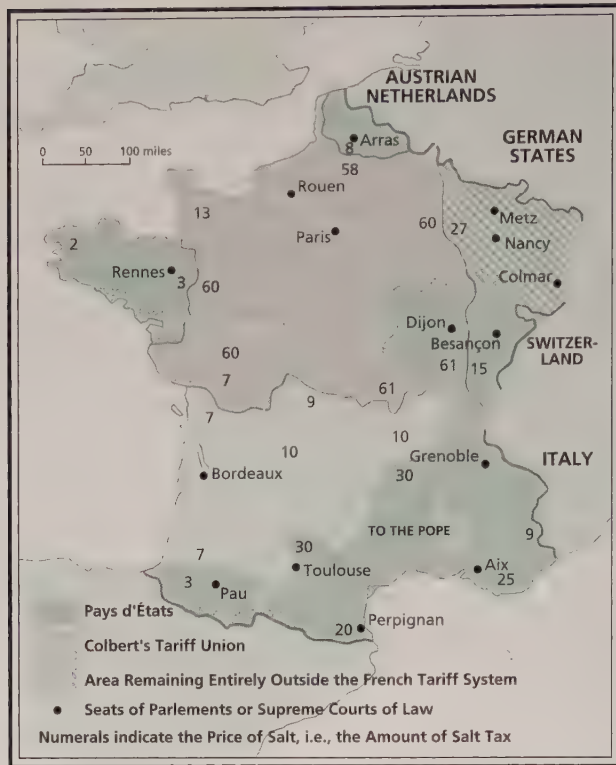 AUSTRIAN
NETHERLANDS
GERMAN
STATES
0 50 100 miles
Arras
8
58
Rouen
13
60
27
Metz
Nancy
Paris
2
Rennes
3
60
Colmar
Dijon
Besançon
SWITZER-
LAND
60
61
15
7
61
9
7
10
10
Bordeaux
Grenoble
ITALY
30
TO THE POPE
9
7
30
3
Toulouse
Aix
25
Pau
20
Perpignan
Pays d'États
Colbert's Tariff Union
Area Remaining Entirely Outside the French Tariff System
Seats of Parlements or Supreme Courts of Law
Numerals indicate the Price of Salt, i.e., the Amount of Salt Tax